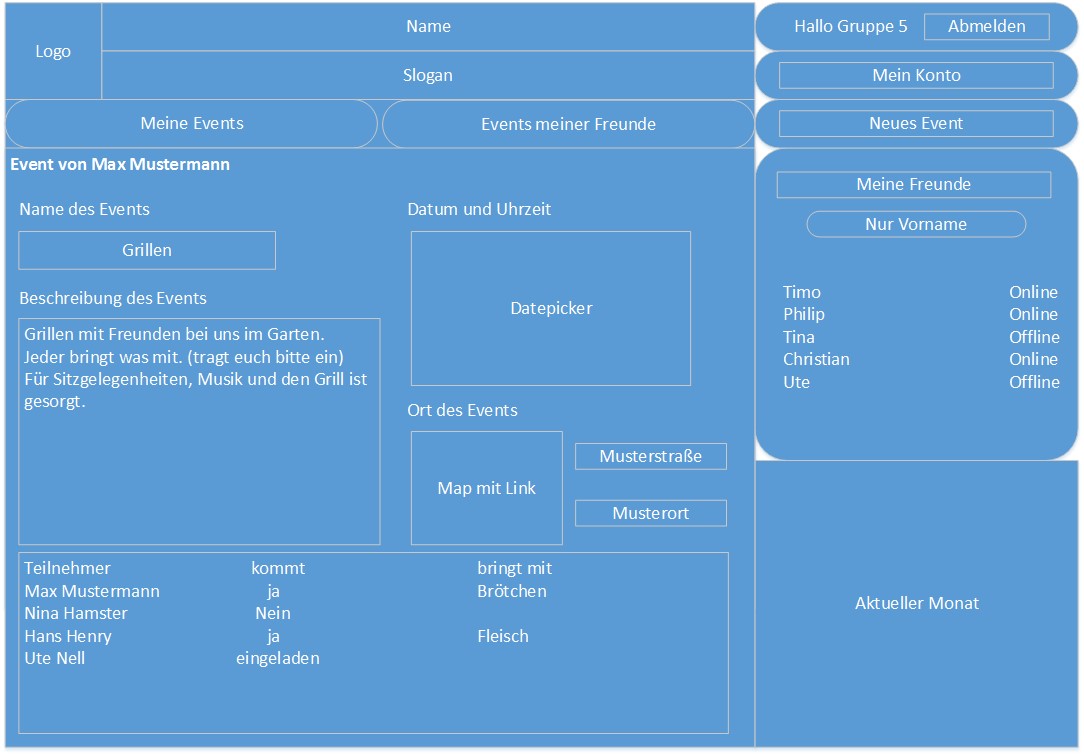 Logo
Name
Slogan
Hallo Gruppe 5 Abmelden
Mein Konto
Meine Events
Events meiner Freunde
Neues Event
Event von Max Mustermann
Name des Events
Grillen
Beschreibung des Events
Grillen mit Freunden bei uns im Garten.
Jeder bringt was mit. (tragt euch bitte ein)
Für Sitzgelegenheiten, Musik und den Grill ist
gesorgt.
Datum und Uhrzeit
Datepicker
Ort des Events
Map mit Link
Musterstraße
Musterort
Teilnehmer kommt bringt mit
Max Mustermann ja Brötchen
Nina Hamster Nein
Hans Henry ja Fleisch
Ute Nell eingeladen
Meine Freunde
Nur Vorname
Timo Online
Philip Online
Tina Offline
Christian Online
Ute Offline
Aktueller Monat